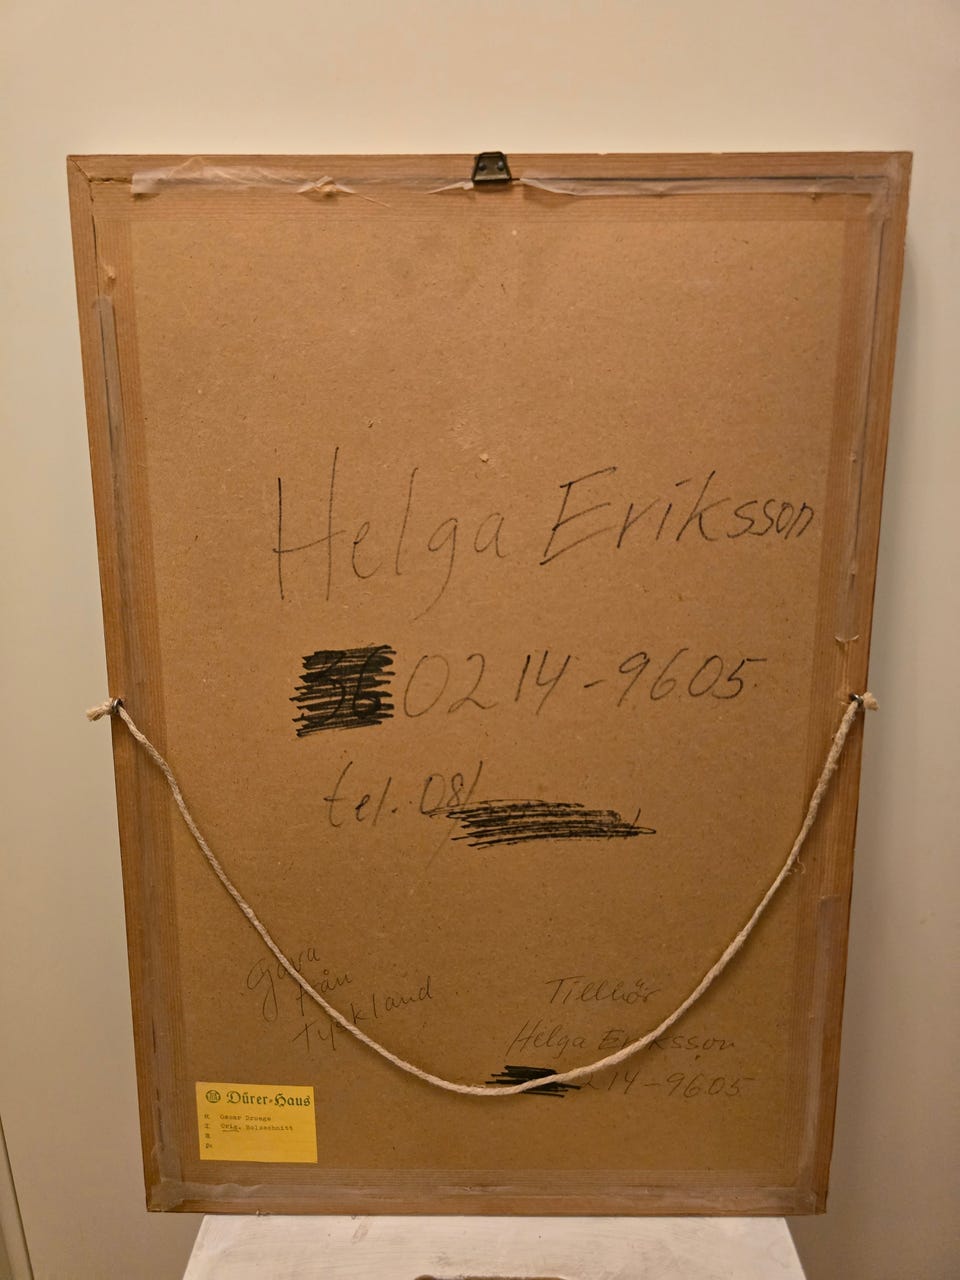 Helga Eriksson
0214-9605
tel. 08/
Gåva
från
tyskland
Tillhör
Helga Eriksson
214-9605
Dürer-Haus
Oscar Droege
Orig. Holzschnitt